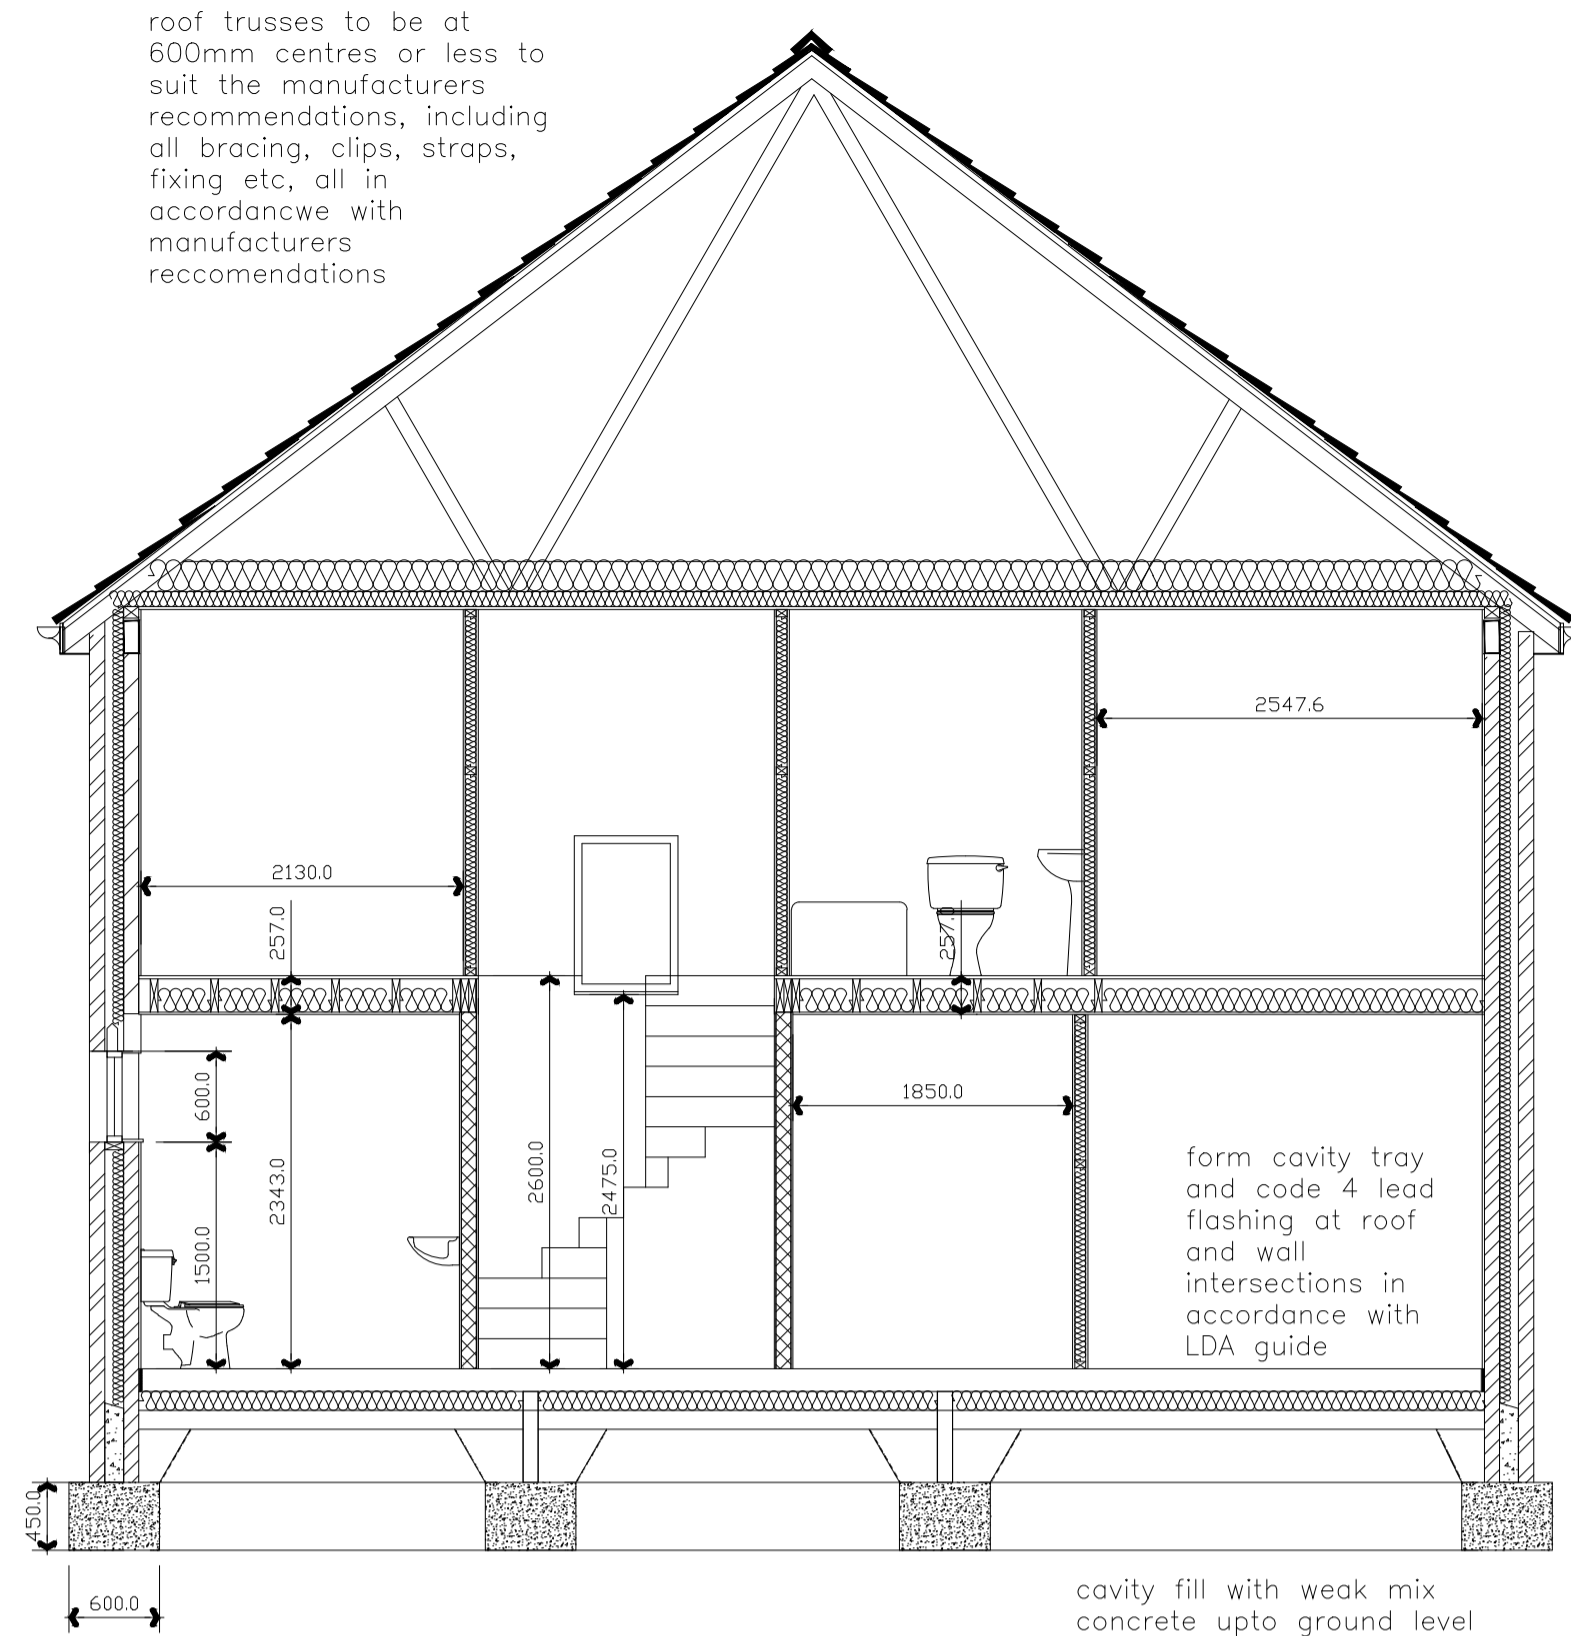 roof trusses to be at
600mm centres or less to
suit the manufacturers
recommendations, including
all bracing, clips, straps,
fixing etc, all in
accordancwe with
manufacturers
reccomendations
2547.6
2130.0
257.0
257.0
600.0
1850.0
2343.0
2600.0
2475.0
1500.0
form cavity tray
and code 4 lead
flashing at roof
and wall
intersections in
accordance with
LDA guide
450.0
600.0
cavity fill with weak mix
concrete upto ground level